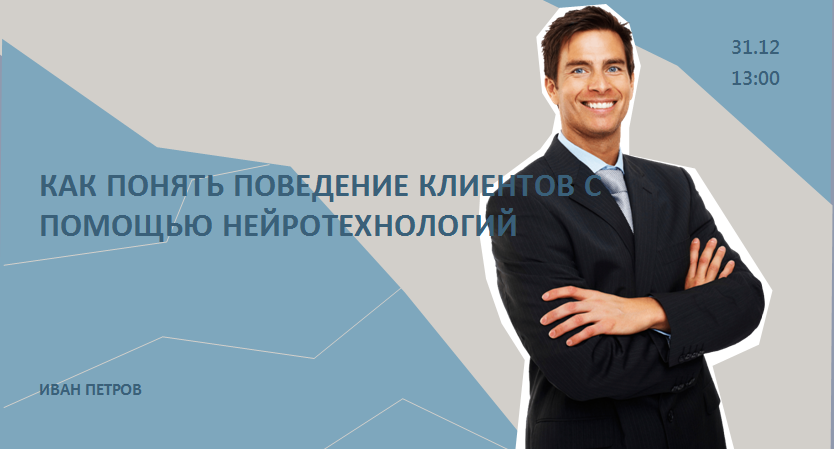 31.12
13:00
КАК ПОНЯТЬ ПОВЕДЕНИЕ КЛИЕНТОВ С
ПОМОЩЬЮ НЕЙРОТЕХНОЛОГИЙ
ИВАН ПЕТРОВ